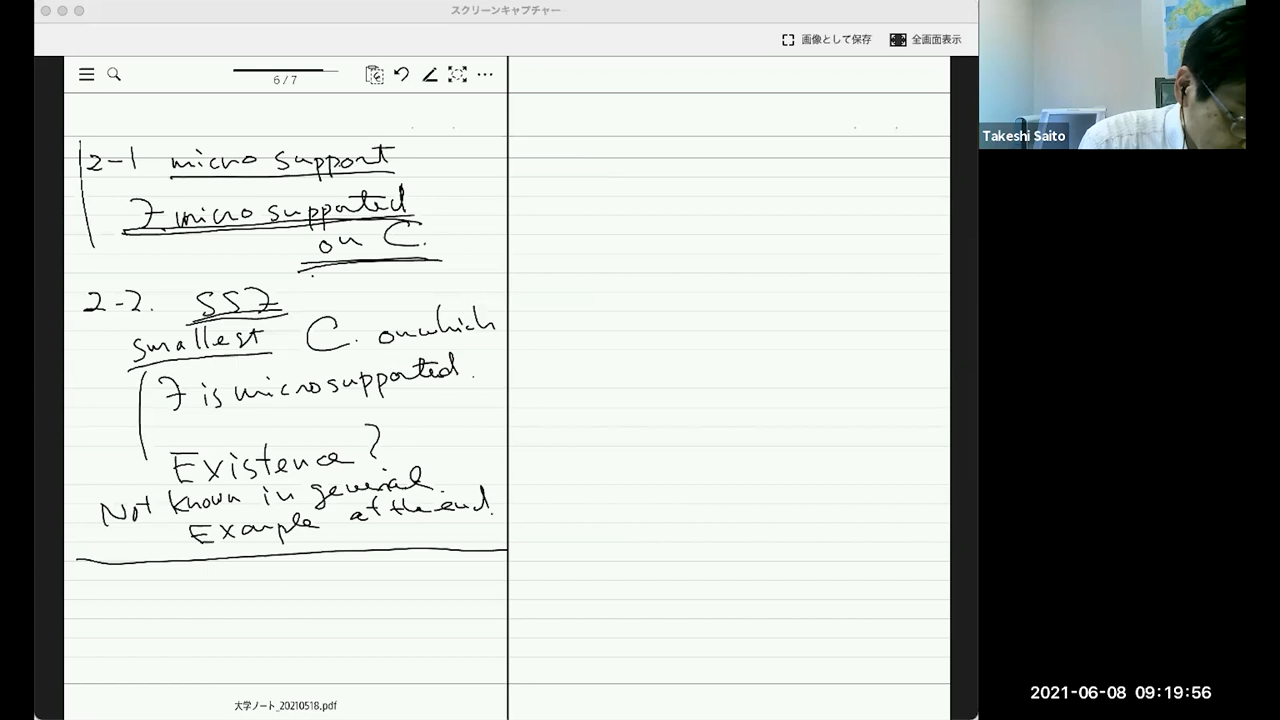 スクリーンキャプチャー
画像として保存 全画面表示
6/7
2-1 micro support
F micro supported
on C.
2-2. SSF
smallest C. on which
F is micro supported.
Existence?
Not known in general.
Example at the end.
大学ノート_20210518.pdf
Takeshi Saito
2021-06-08 09:19:56